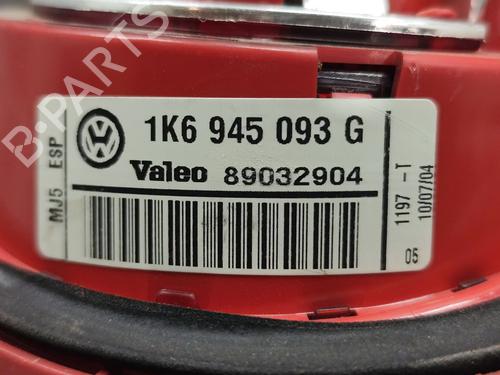 B-PARTS
MJ5 ESP
1K6 945 093 G
Valeo 89032904
1197 -T
10/07/04
05